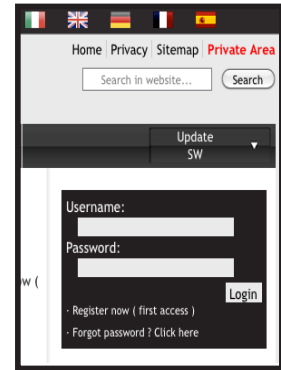 Home Privacy Sitemap Private Area
Search in website... Search
Update
SW
Username:
Password:
ow (
Login
· Register now ( first access )
· Forgot password ? Click here